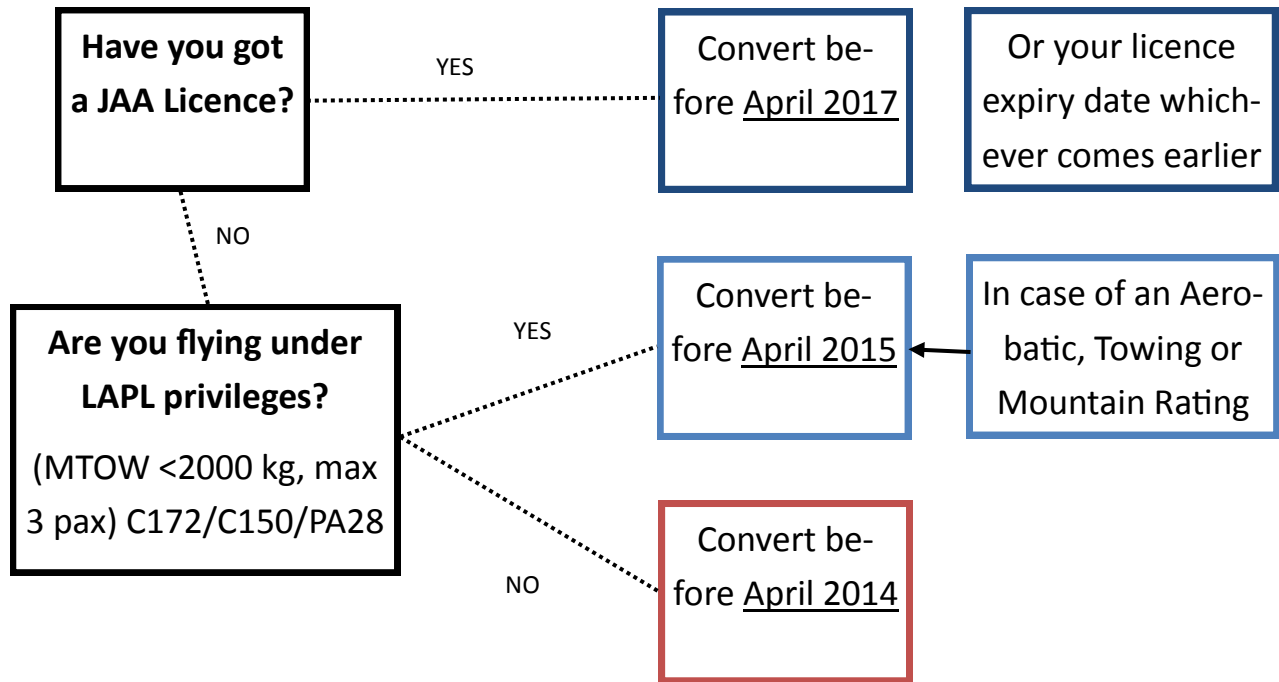 Have you got
a JAA Licence?
YES
Convert be-
fore April 2017
Or your licence
expiry date which-
ever comes earlier
NO
Are you flying under
LAPL privileges?
(MTOW <2000 kg, max
3 pax) C172/C150/PA28
YES
Convert be-
fore April 2015
In case of an Aero-
batic, Towing or
Mountain Rating
NO
Convert be-
fore April 2014